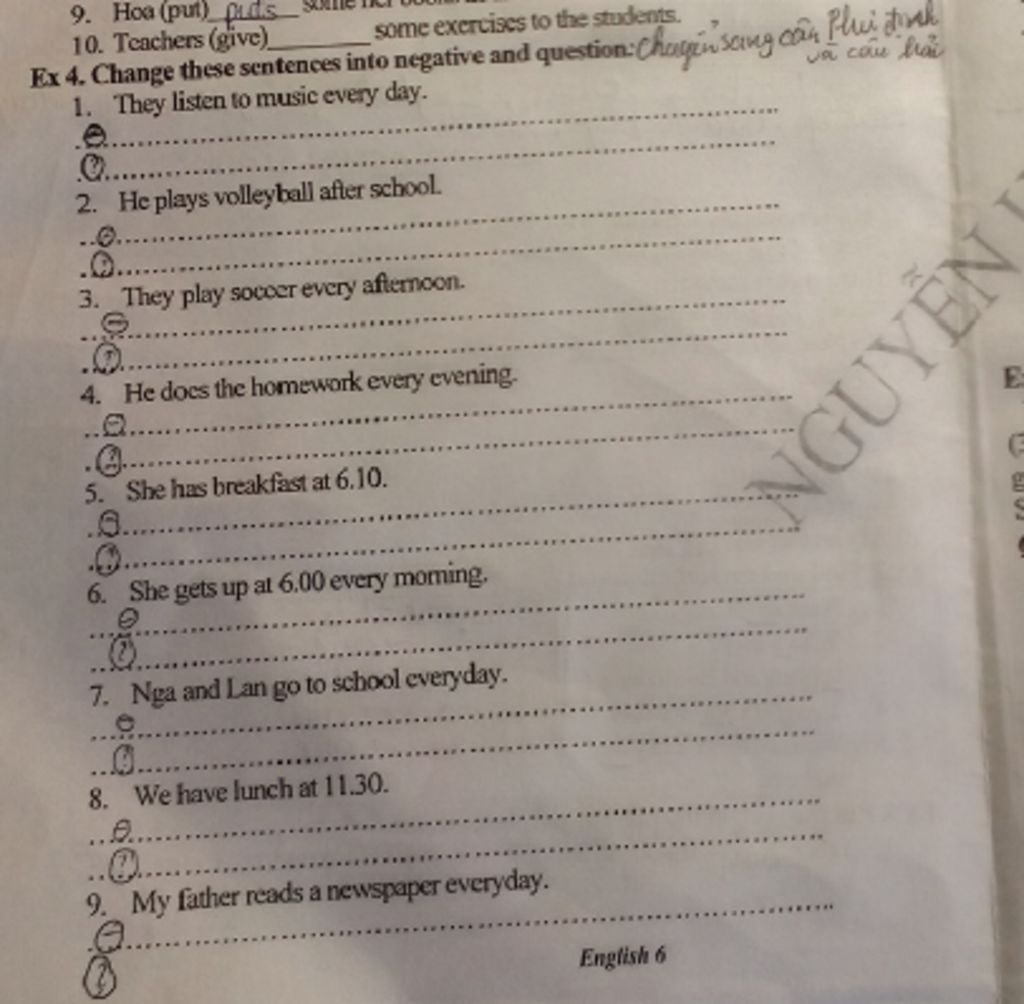 9. Hoa (put) puts some her
10. Teachers (give)________ some exercises to the students.
Ex 4. Change these sentences into negative and question: Chuyển sang câu Phủ định
và câu hỏi
1. They listen to music every day.
-
?
2. He plays volleyball after school.
-
?
3. They play soccer every afternoon.
-
?
4. He does the homework every evening.
-
?
5. She has breakfast at 6.10.
-
?
6. She gets up at 6.00 every morning.
-
?
7. Nga and Lan go to school everyday.
-
?
8. We have lunch at 11.30.
-
?
9. My father reads a newspaper everyday.
-
?
English 6
NGUYỄN